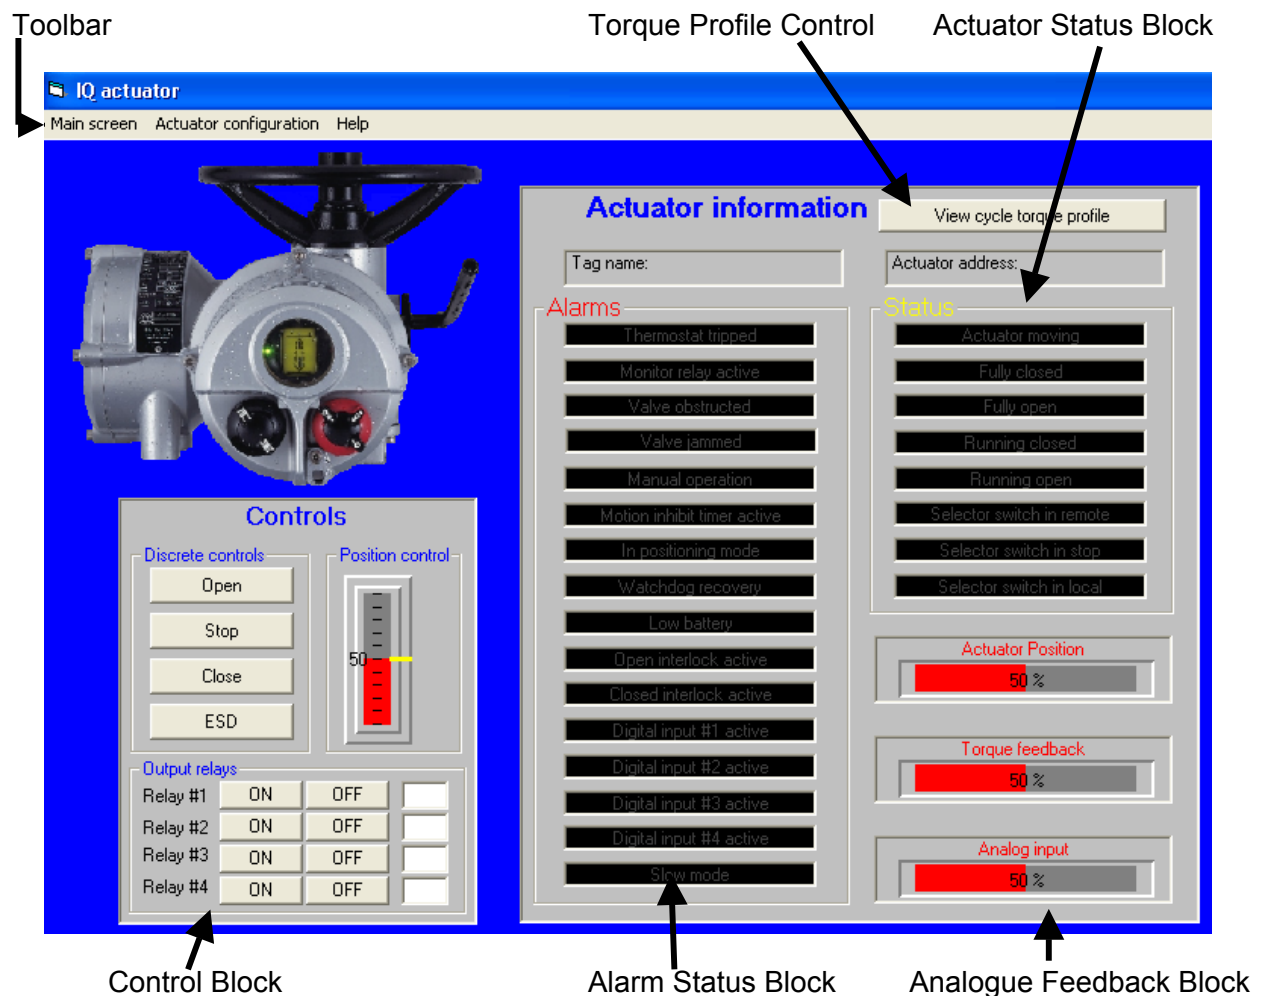 Toolbar
Torque Profile Control
Actuator Status Block
IQ actuator
Main screen Actuator configuration Help
Actuator information
View cycle torque profile
Tag name:
Actuator address:
Alarms
Thermostat tripped
Monitor relay active
Valve obstructed
Valve jammed
Manual operation
Motion inhibit timer active
In positioning mode
Watchdog recovery
Low battery
Open interlock active
Closed interlock active
Digital input #1 active
Digital input #2 active
Digital input #3 active
Digital input #4 active
Slow mode
Status
Actuator moving
Fully closed
Fully open
Running closed
Running open
Selector switch in remote
Selector switch in stop
Selector switch in local
Actuator Position
50 %
Torque feedback
50 %
Analog input
50 %
Controls
Discrete controls
Open
Stop
Close
ESD
Position control
50
Output relays
Relay #1 ON OFF
Relay #2 ON OFF
Relay #3 ON OFF
Relay #4 ON OFF
Control Block
Alarm Status Block
Analogue Feedback Block